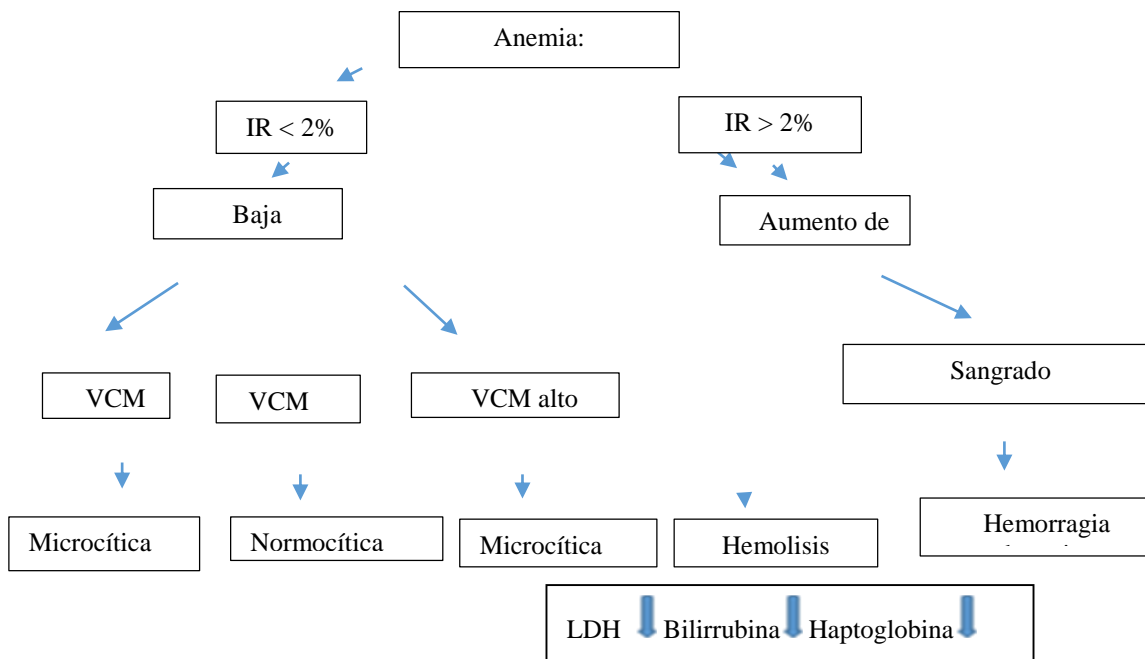 Anemia:
IR < 2%
IR > 2%
Baja
Aumento de
VCM
VCM
VCM alto
Sangrado
Microcítica
Normocítica
Microcítica
Hemolisis
Hemorragia
LDH Bilirrubina Haptoglobina